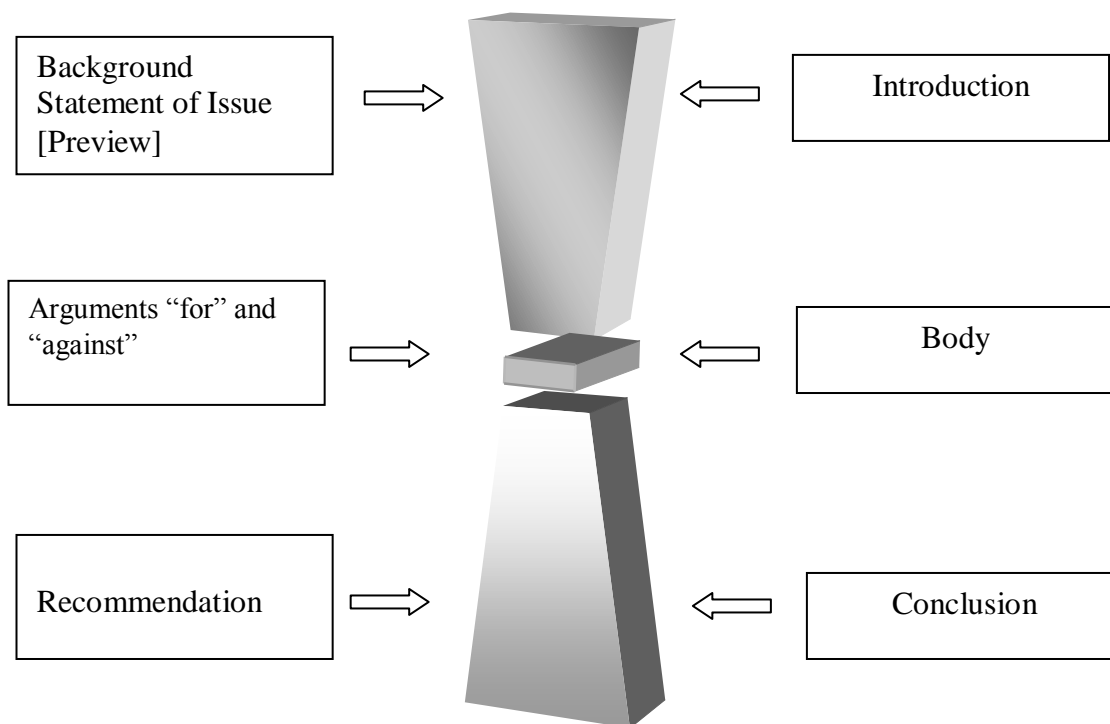 Background
Statement of Issue
[Preview]
Introduction
Arguments “for” and
“against”
Body
Recommendation
Conclusion